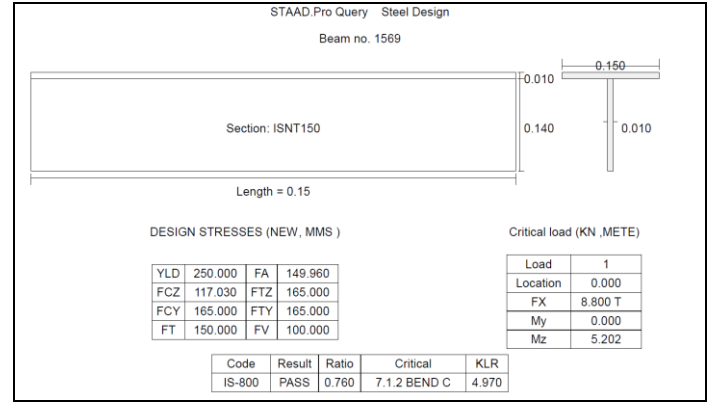 STAAD.Pro Query Steel Design
Beam no. 1569
0.150
0.010
Section: ISNT150
0.140
0.010
Length = 0.15
DESIGN STRESSES (NEW, MMS )
Critical load (KN ,METE)
Load 1
YLD 250.000 FA 149.960
Location 0.000
FCZ 117.030 FTZ 165.000
FX 8.800 T
FCY 165.000 FTY 165.000
My 0.000
FT 150.000 FV 100.000
Mz 5.202
Code Result Ratio Critical KLR
IS-800 PASS 0.760 7.1.2 BEND C 4.970